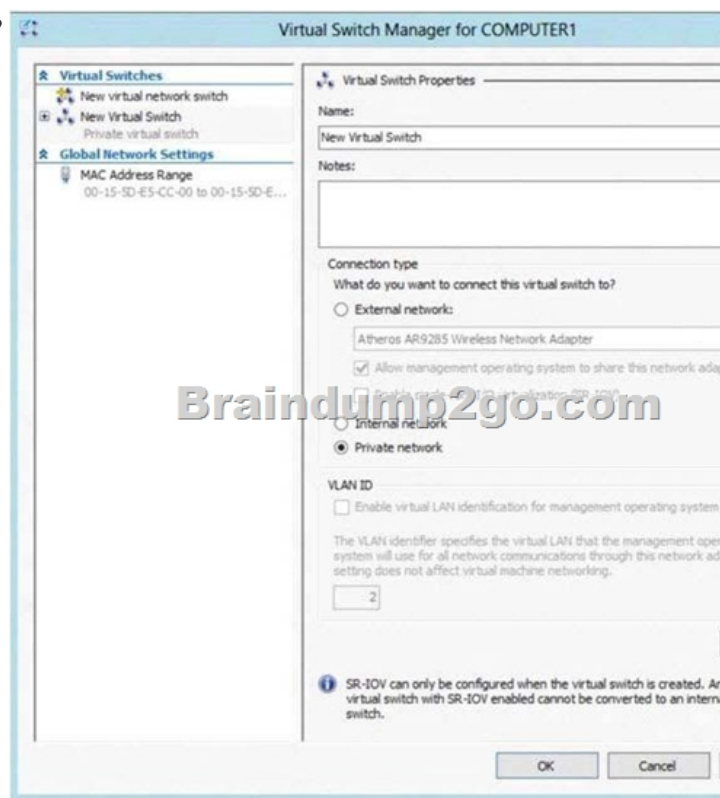 Virtual Switch Manager for COMPUTER1
Virtual Switches
New virtual network switch
New Virtual Switch
Private virtual switch
Global Network Settings
MAC Address Range
00-15-5D-E5-CC-00 to 00-15-5D-E...
Virtual Switch Properties
Name:
New Virtual Switch
Notes:
Connection type
What do you want to connect this virtual switch to?
External network:
Atheros AR9285 Wireless Network Adapter
Allow management operating system to share this network ada
Braindump2go.com
Internal network
Private network
VLAN ID
Enable virtual LAN identification for management operating system
The VLAN identifier specifies the virtual LAN that the management oper
system will use for all network communications through this network ad
setting does not affect virtual machine networking.
2
SR-IOV can only be configured when the virtual switch is created. An
virtual switch with SR-IOV enabled cannot be converted to an intern
switch.
OK
Cancel